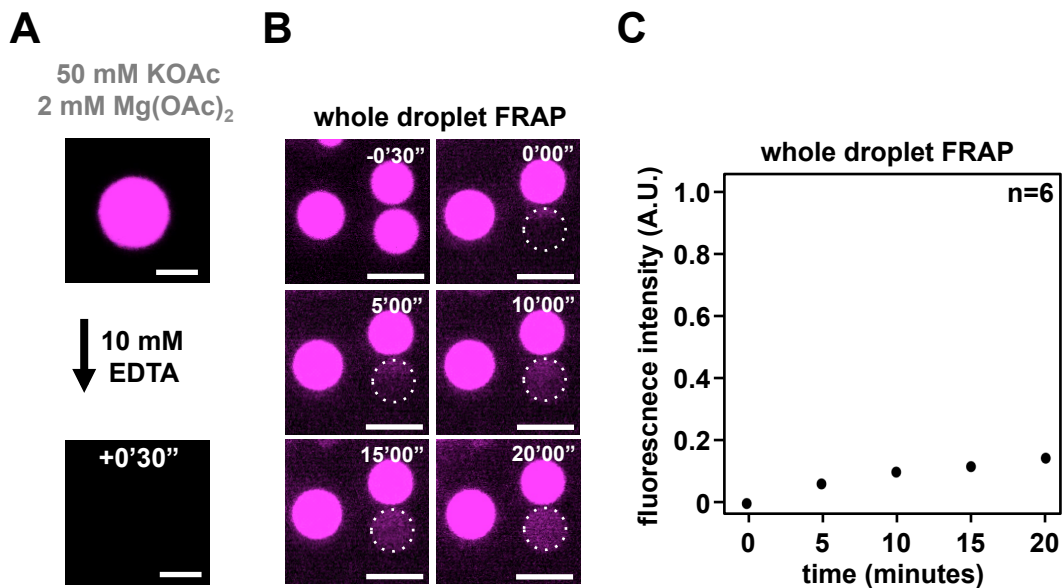 A
50 mM KOAc
2 mM Mg(OAc)₂
10 mM
EDTA
+0’30”
B
whole droplet FRAP
-0’30”
0’00”
5’00”
10’00”
15’00”
20’00”
C
whole droplet FRAP
n=6
fluorescnece intensity (A.U.)
1.0
0.8
0.6
0.4
0.2
0
0 5 10 15 20
time (minutes)